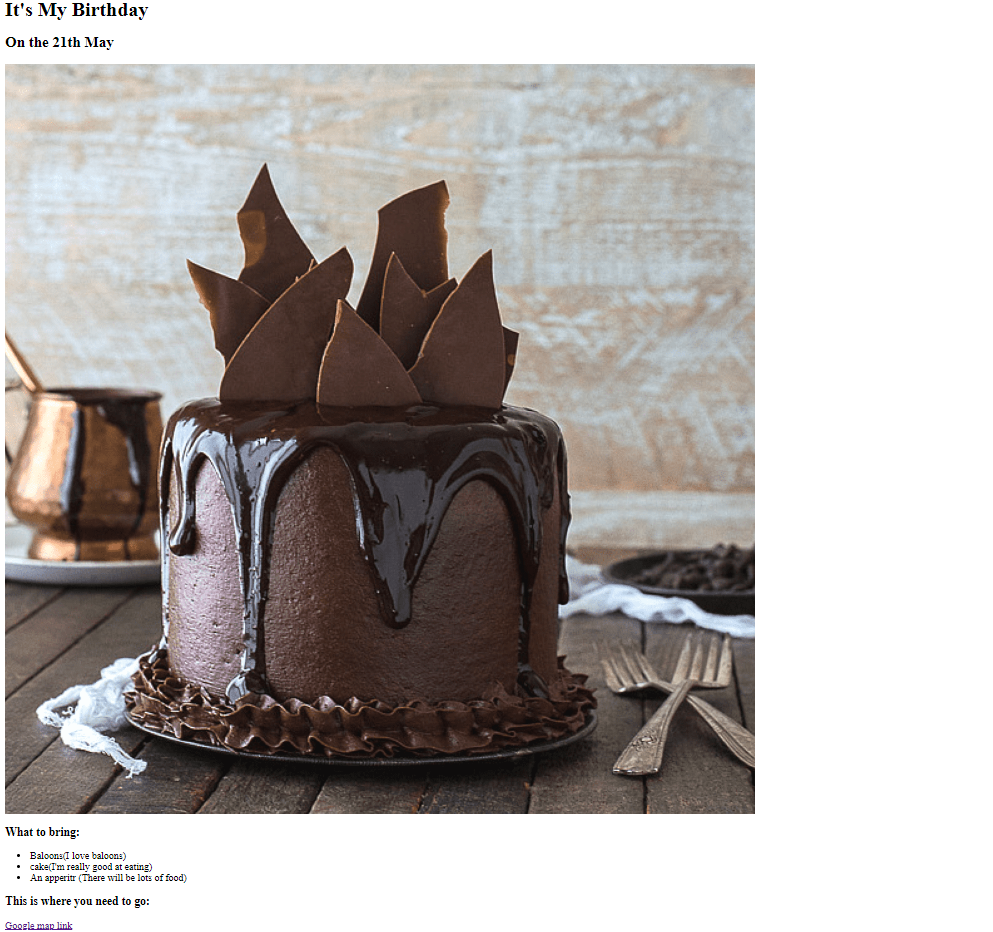 It's My Birthday
On the 21th May
What to bring:
Baloons(I love baloons)
cake(I'm really good at eating)
An apperitr (There will be lots of food)
This is where you need to go:
Google map link